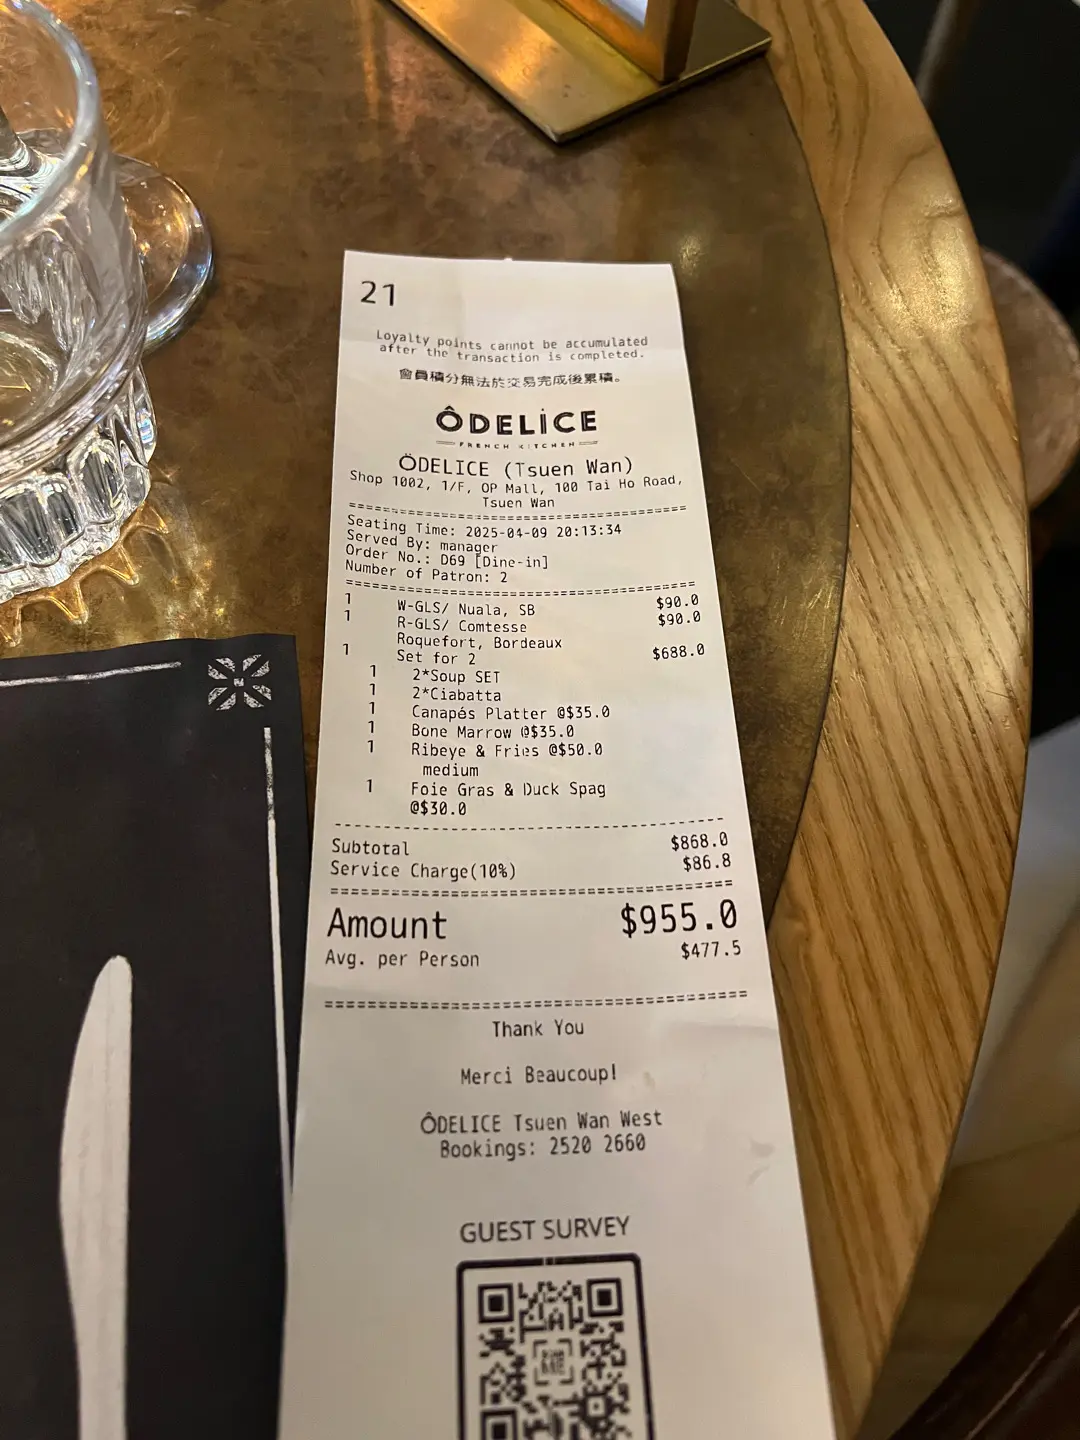 21
Loyalty points cannot be accumulated
after the transaction is completed.
會員積分無法於交易完成後累積。
ÔDELICE
FRENCH KITCHEN
ÔDELICE (Tsuen Wan)
Shop 1002, 1/F, OP Mall, 100 Tai Ho Road,
Tsuen Wan
Seating Time: 2025-04-09 20:13:34
Served By: manager
Order No.: D69 [Dine-in]
Number of Patron: 2
1 W-GLS/ Nuala, SB $90.0
1 R-GLS/ Comtesse $90.0
Roquefort, Bordeaux
1 Set for 2 $688.0
1 2*Soup SET
1 2*Ciabatta
1 Canapés Platter @$35.0
1 Bone Marrow @$35.0
1 Ribeye & Fries @$50.0
medium
1 Foie Gras & Duck Spag
@$30.0
Subtotal $868.0
Service Charge(10%) $86.8
Amount $955.0
Avg. per Person $477.5
Thank You
Merci Beaucoup!
ÔDELICE Tsuen Wan West
Bookings: 2520 2660
GUEST SURVEY